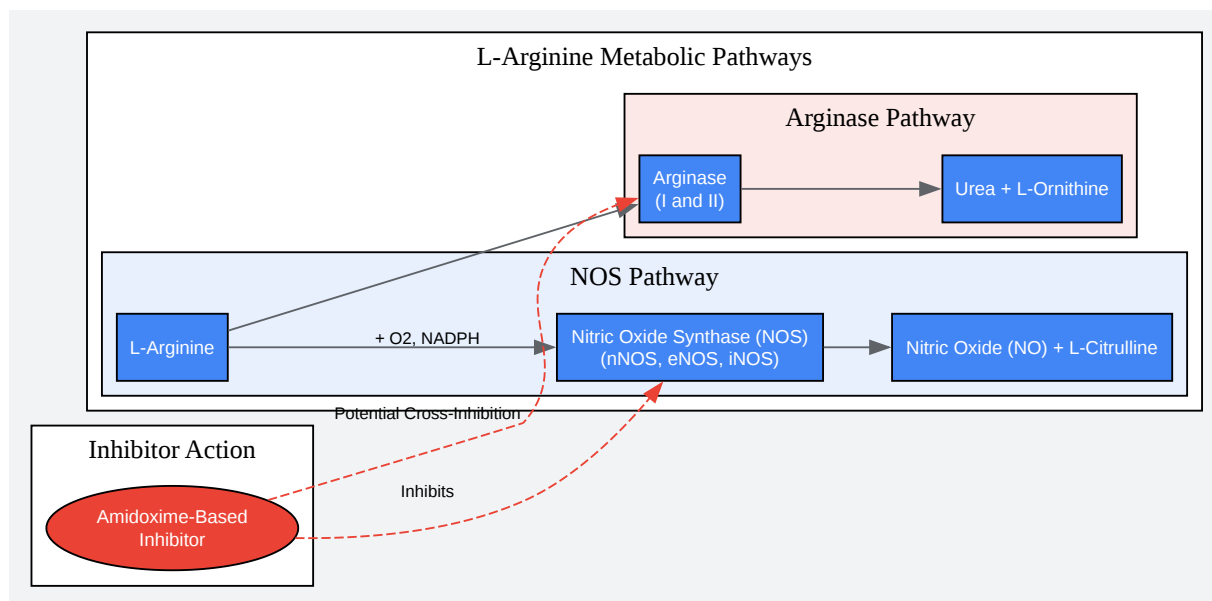 L-Arginine Metabolic Pathways
Arginase Pathway
Arginase
(I and II)
Urea + L-Ornithine
NOS Pathway
L-Arginine
+ O2, NADPH
Nitric Oxide Synthase (NOS)
(nNOS, eNOS, iNOS)
Nitric Oxide (NO) + L-Citrulline
Potential Cross-Inhibition
Inhibitor Action
Inhibits
Amidoxime-Based
Inhibitor